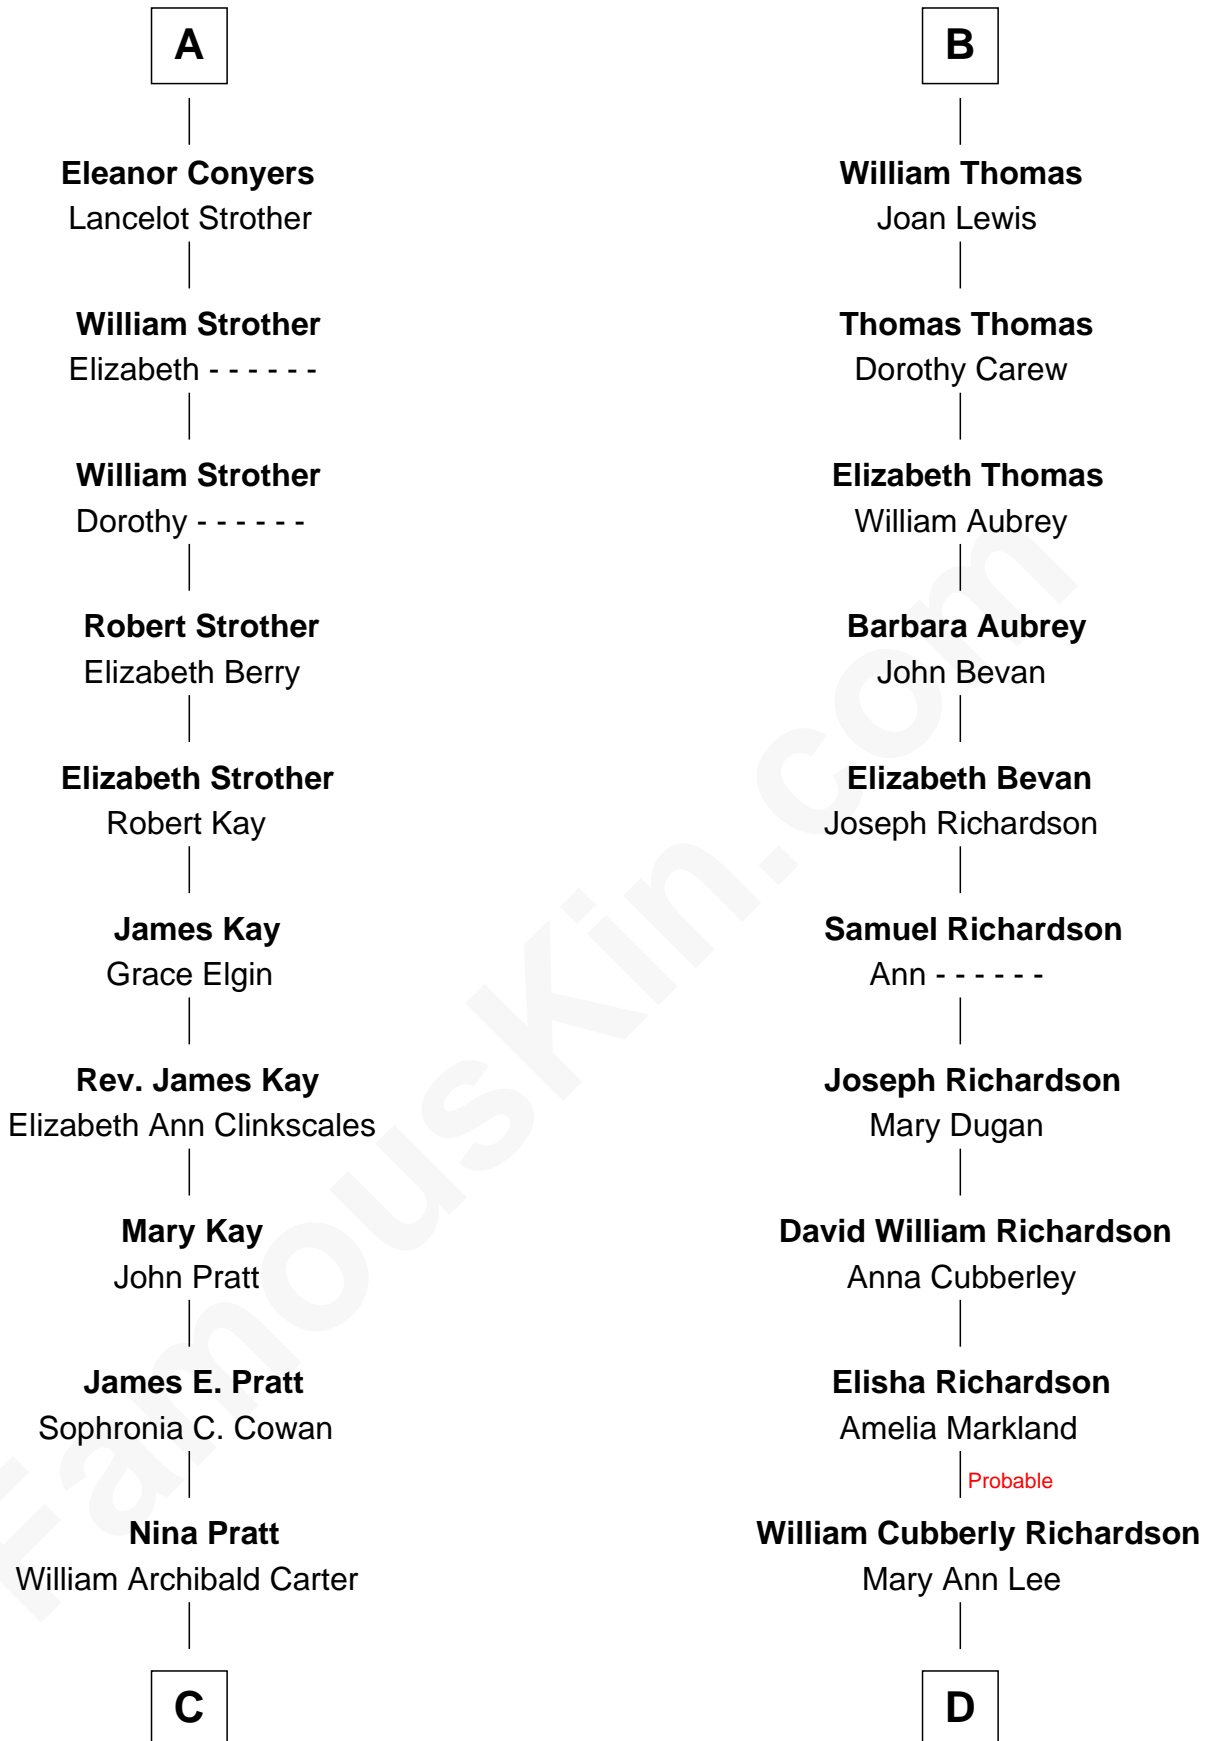 A
Eleanor Conyers
Lancelot Strother
William Strother
Elizabeth - - - - - -
William Strother
Dorothy - - - - - -
Robert Strother
Elizabeth Berry
Elizabeth Strother
Robert Kay
James Kay
Grace Elgin
Rev. James Kay
Elizabeth Ann Clinkscales
Mary Kay
John Pratt
James E. Pratt
Sophronia C. Cowan
Nina Pratt
William Archibald Carter
C
B
William Thomas
Joan Lewis
Thomas Thomas
Dorothy Carew
Elizabeth Thomas
William Aubrey
Barbara Aubrey
John Bevan
Elizabeth Bevan
Joseph Richardson
Samuel Richardson
Ann - - - - - -
Joseph Richardson
Mary Dugan
David William Richardson
Anna Cubberley
Elisha Richardson
Amelia Markland
Probable
William Cubberly Richardson
Mary Ann Lee
D
FamousKin.com